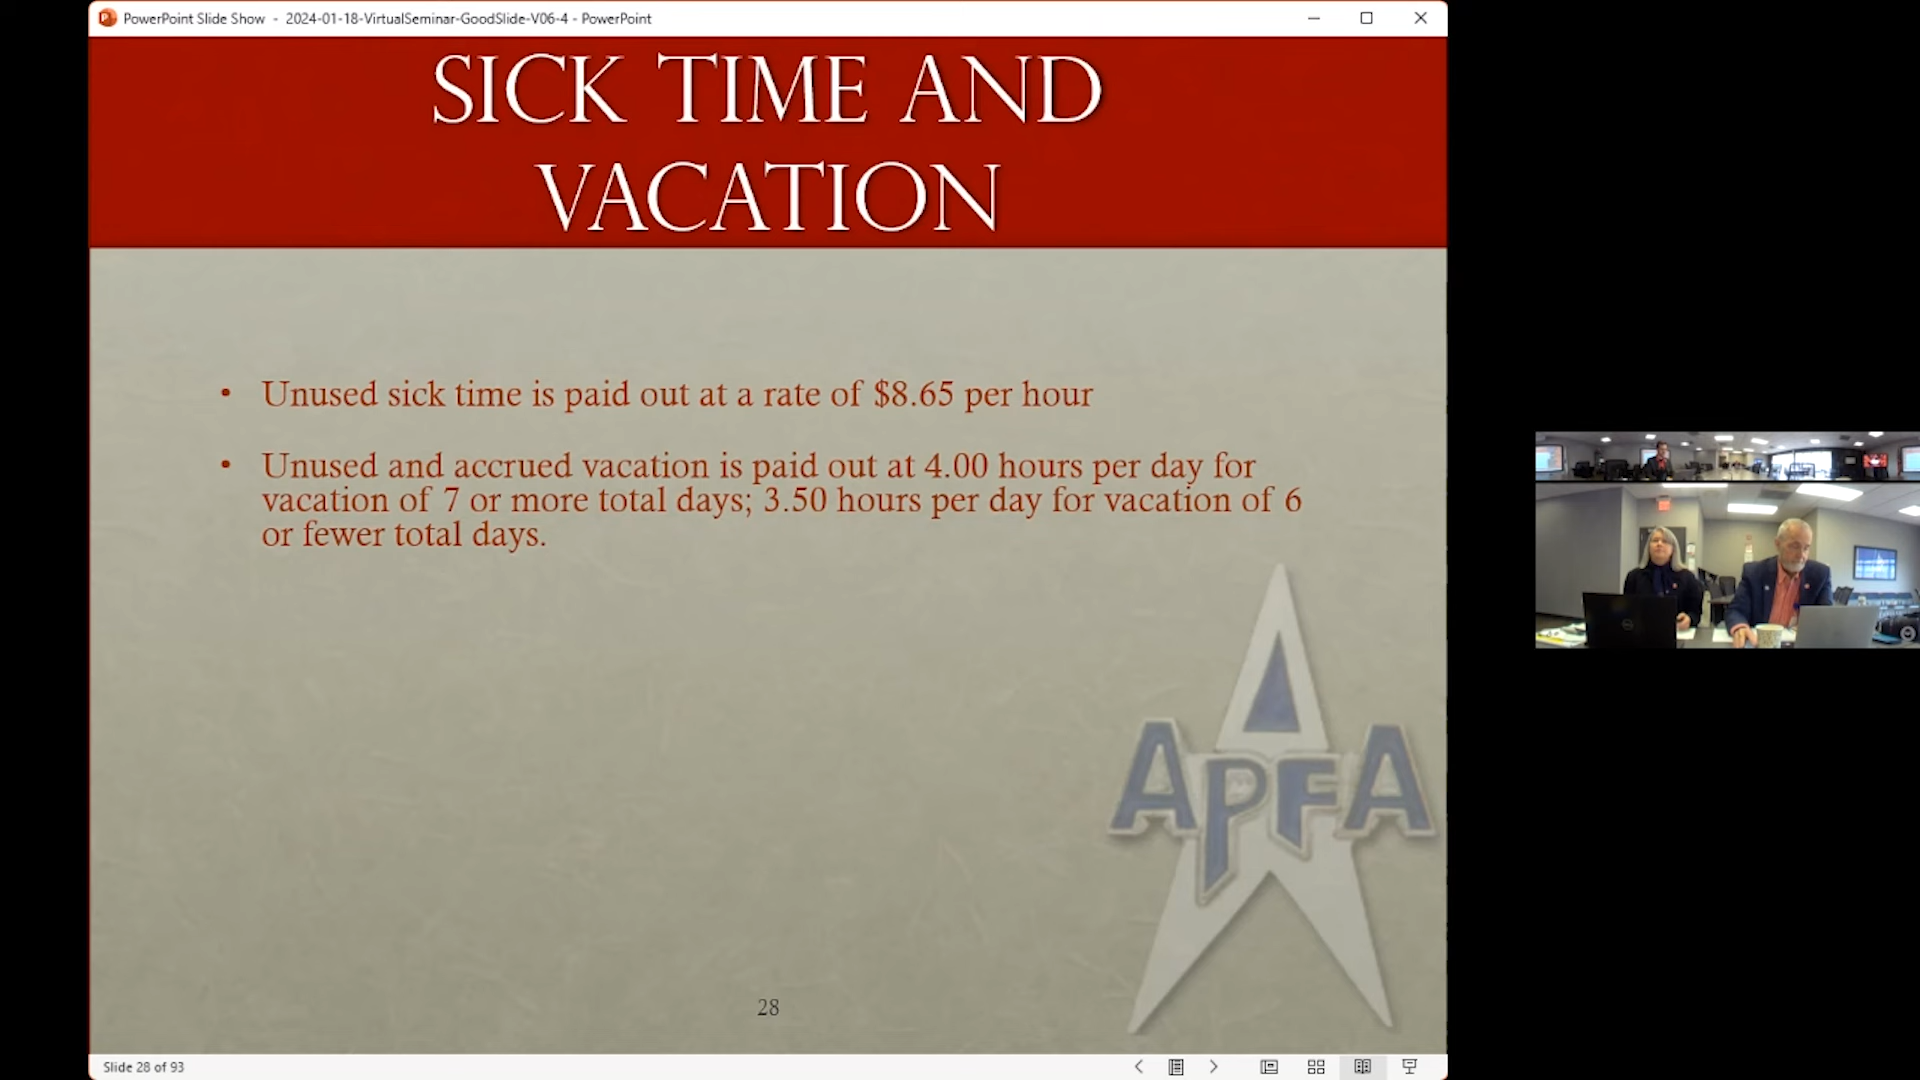 PowerPoint Slide Show - 2024-01-18-VirtualSeminar-GoodSlide-V06-4 - PowerPoint
SICK TIME AND
VACATION
• Unused sick time is paid out at a rate of $8.65 per hour
• Unused and accrued vacation is paid out at 4.00 hours per day for
vacation of 7 or more total days; 3.50 hours per day for vacation of 6
or fewer total days.
APFA
28
Slide 28 of 93